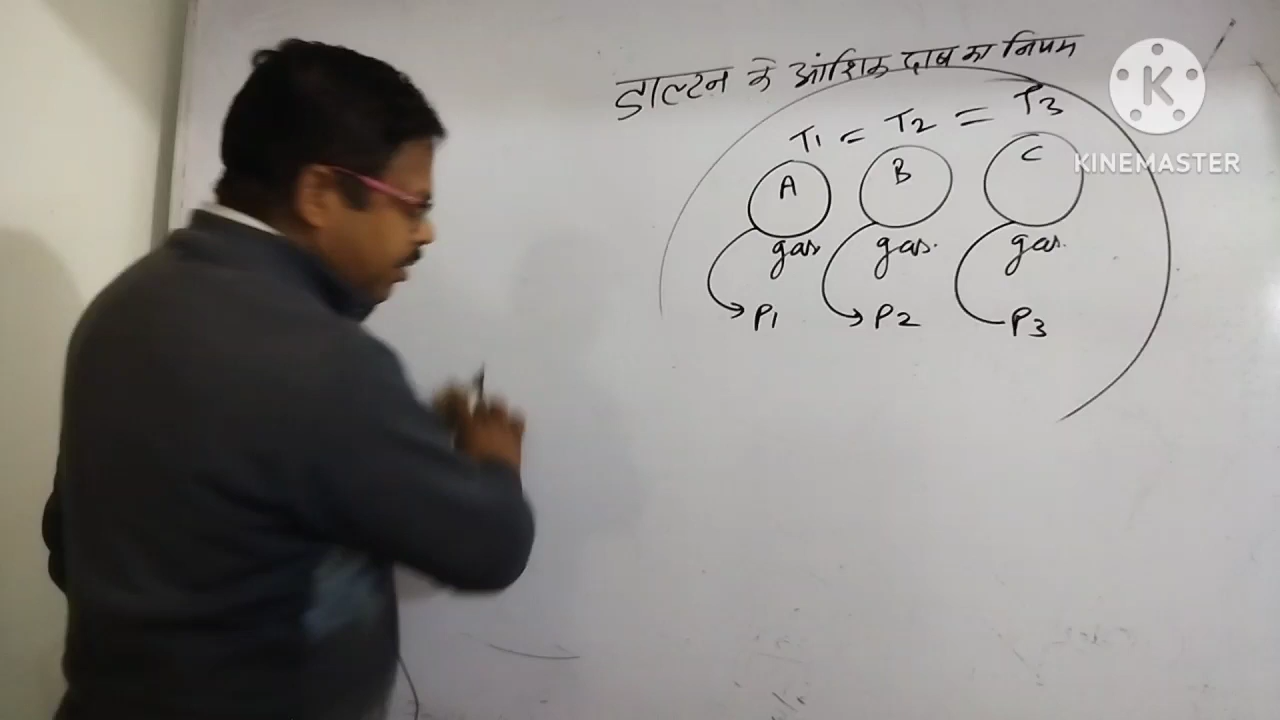 डाल्टन के आंशिक दाब का नियम
T1 = T2 = T3
A B C
gas. gas. gas.
P1 P2 P3
K
KINEMASTER